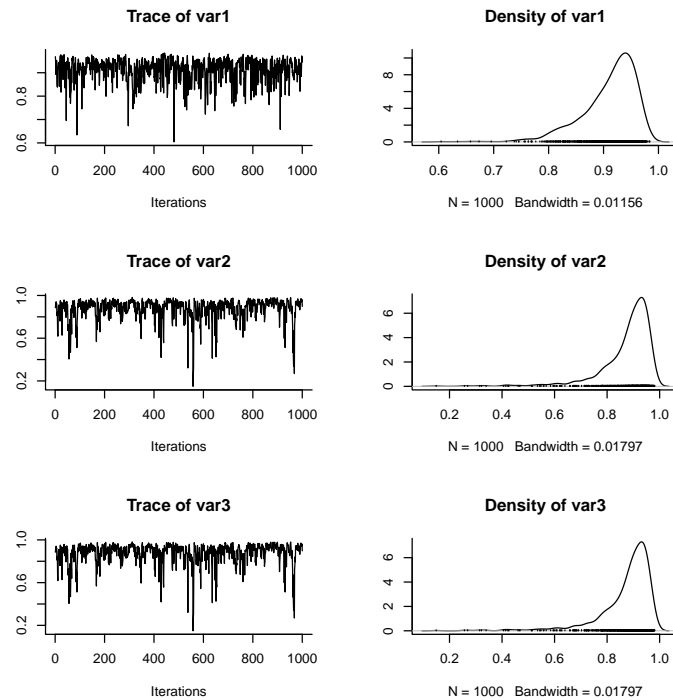 Trace of var1
0.8
0.6
0 200 400 600 800 1000
Iterations
Density of var1
0 4 8
0.6 0.7 0.8 0.9 1.0
N = 1000 Bandwidth = 0.01156
Trace of var2
1.0
0.6
0.2
0 200 400 600 800 1000
Iterations
Density of var2
0 2 4 6
0.2 0.4 0.6 0.8 1.0
N = 1000 Bandwidth = 0.01797
Trace of var3
1.0
0.6
0.2
0 200 400 600 800 1000
Iterations
Density of var3
0 2 4 6
0.2 0.4 0.6 0.8 1.0
N = 1000 Bandwidth = 0.01797